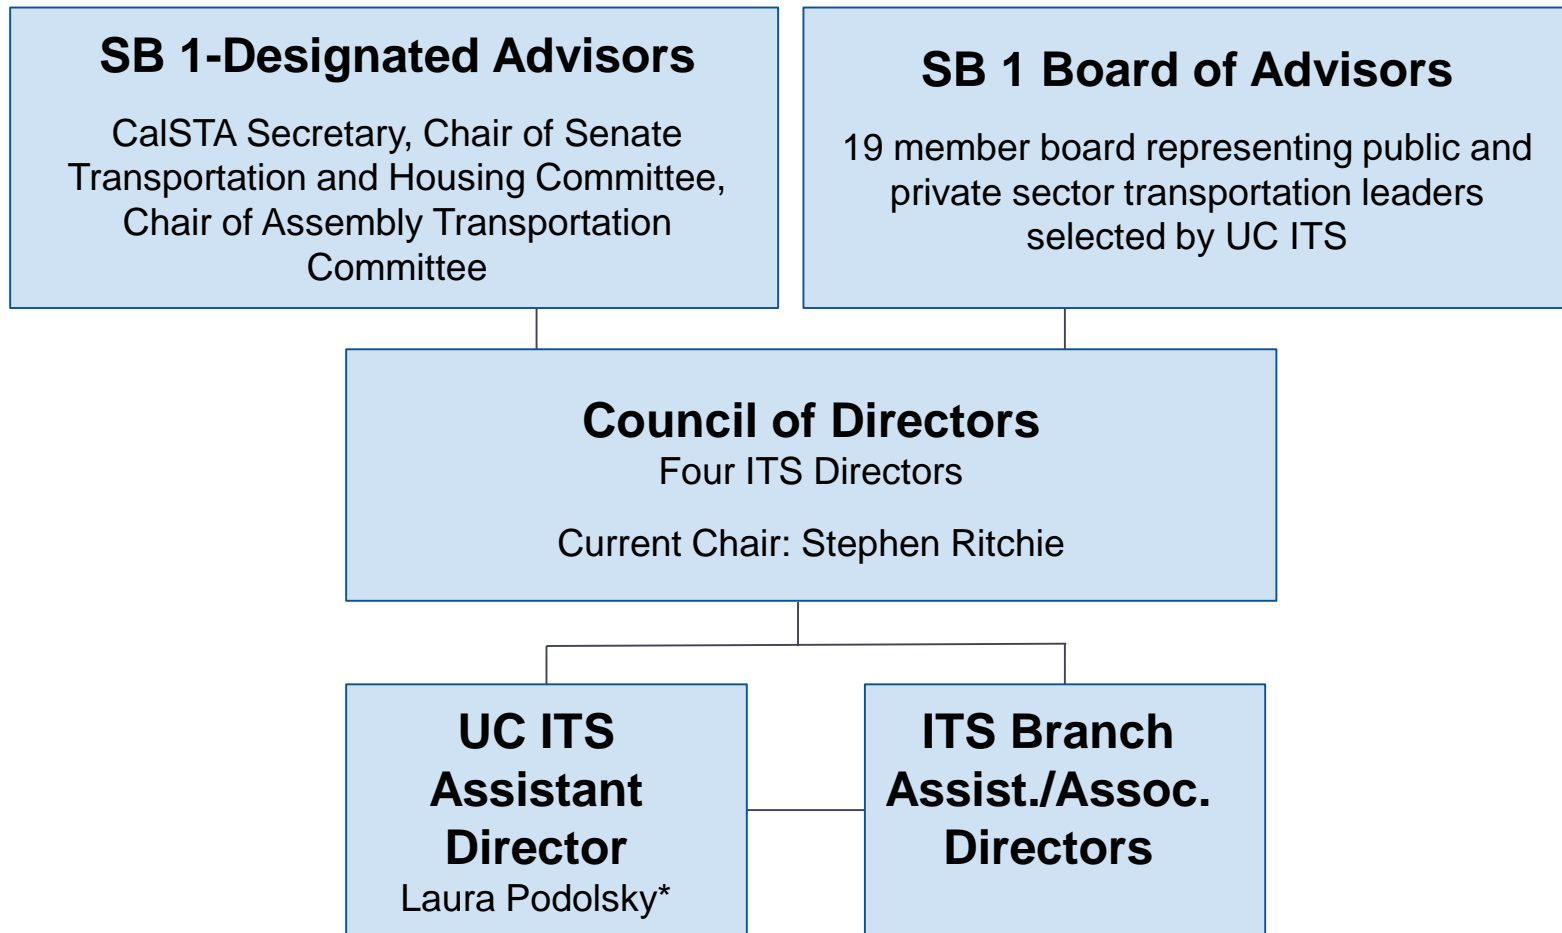 SB 1-Designated Advisors
CalSTA Secretary, Chair of Senate
Transportation and Housing Committee,
Chair of Assembly Transportation
Committee
SB 1 Board of Advisors
19 member board representing public and
private sector transportation leaders
selected by UC ITS
Council of Directors
Four ITS Directors
Current Chair: Stephen Ritchie
UC ITS
Assistant
Director
Laura Podolsky*
ITS Branch
Assist./Assoc.
Directors